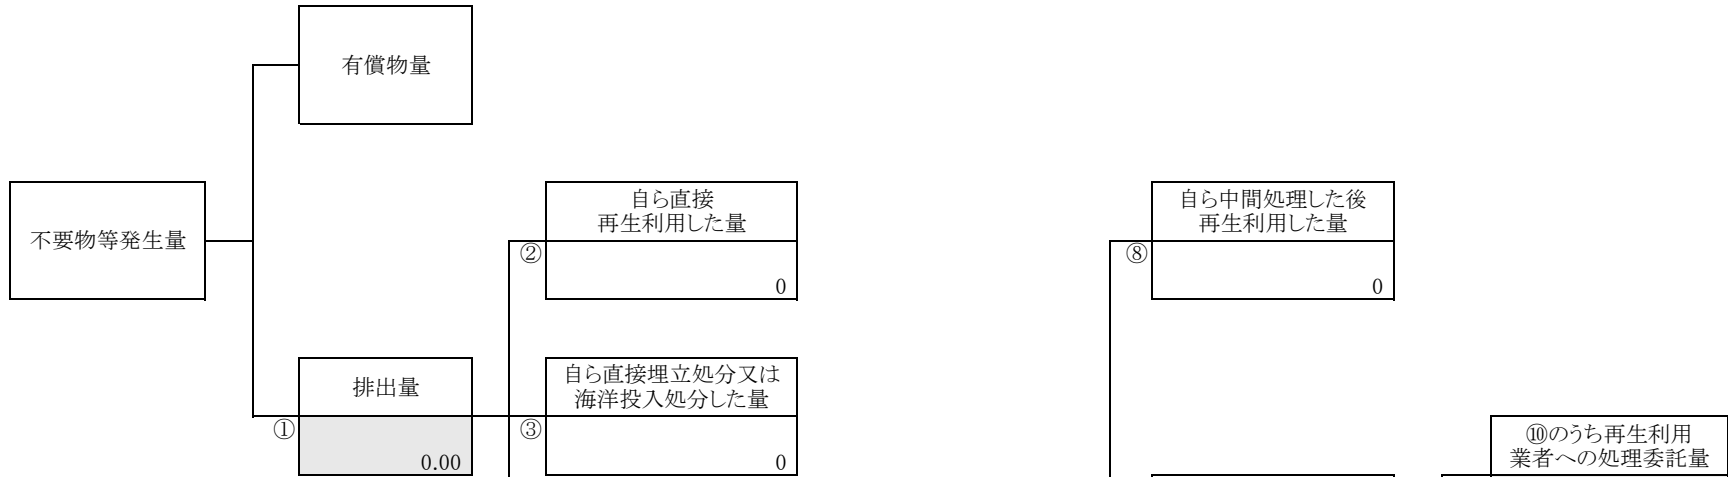 有償物量
不要物等発生量
自ら直接
再生利用した量
②
0
自ら中間処理した後
再生利用した量
⑧
0
排出量
①
0.00
自ら直接埋立処分又は
海洋投入処分した量
③
0
⑩のうち再生利用
業者への処理委託量